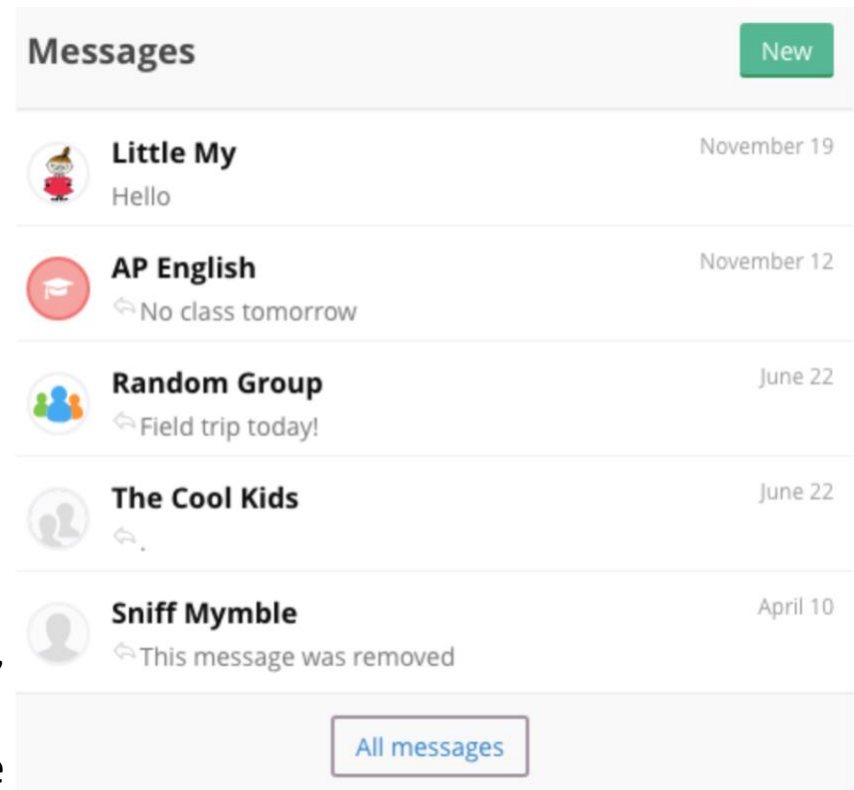 Messages
New
Little My
November 19
Hello
AP English
November 12
No class tomorrow
Random Group
June 22
Field trip today!
The Cool Kids
June 22
.
Sniff Mymble
April 10
This message was removed
All messages